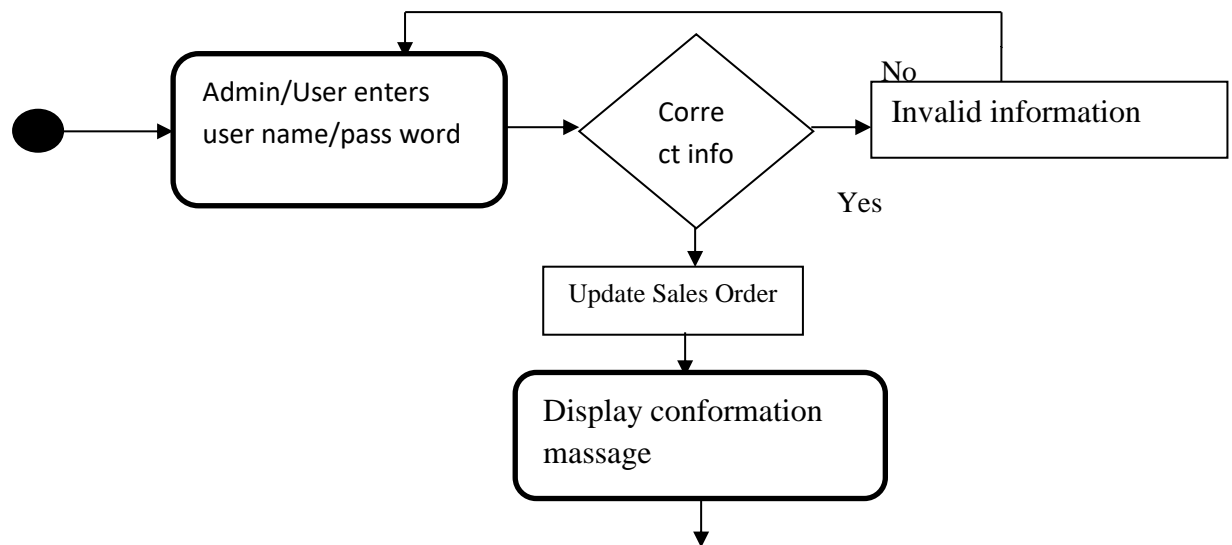 Admin/User enters
user name/pass word
Corre
ct info
No
Invalid information
Yes
Update Sales Order
Display conformation
massage